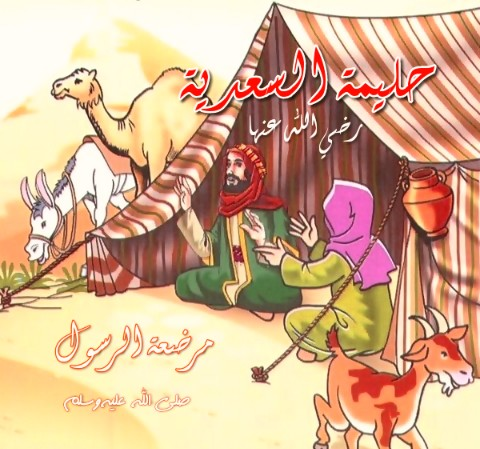 حليمة السعدية
رضي الله عنها
مرضعة الرسول
صلى الله عليه وسلم